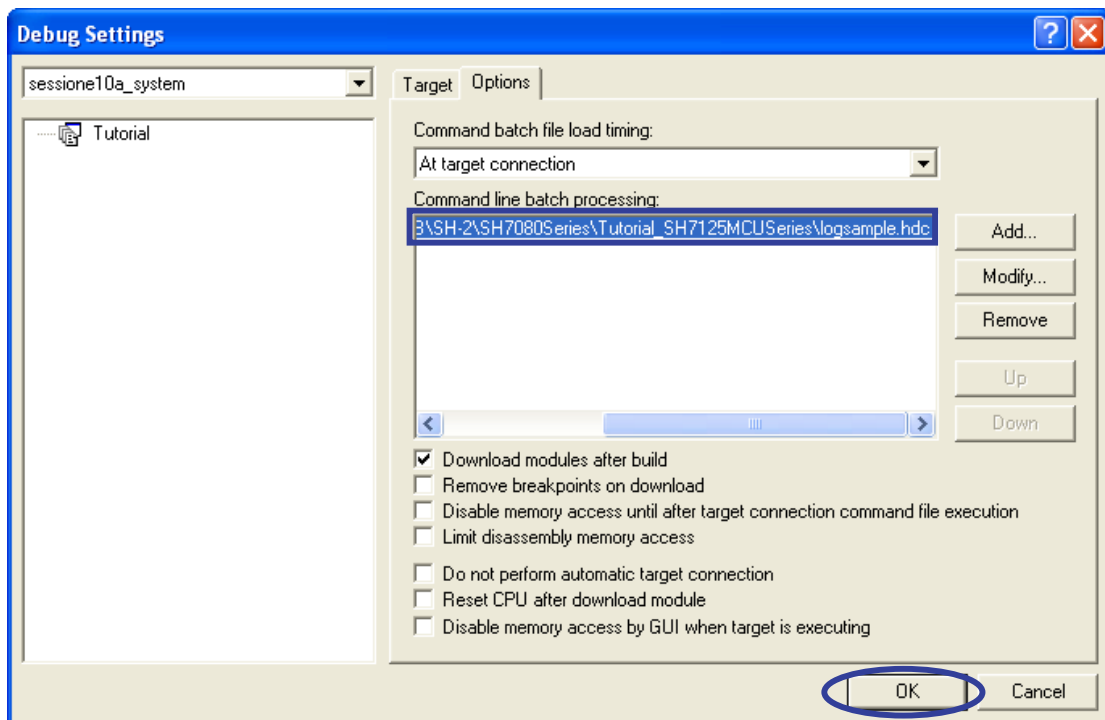 Debug Settings
sessione10a_system
Tutorial
Target Options
Command batch file load timing:
At target connection
Command line batch processing:
3\SH-2\SH7080Series\Tutorial_SH7125MCUSeries\logsample.hdc
Add...
Modify...
Remove
Up
Down
Download modules after build
Remove breakpoints on download
Disable memory access until after target connection command file execution
Limit disassembly memory access
Do not perform automatic target connection
Reset CPU after download module
Disable memory access by GUI when target is executing
OK Cancel